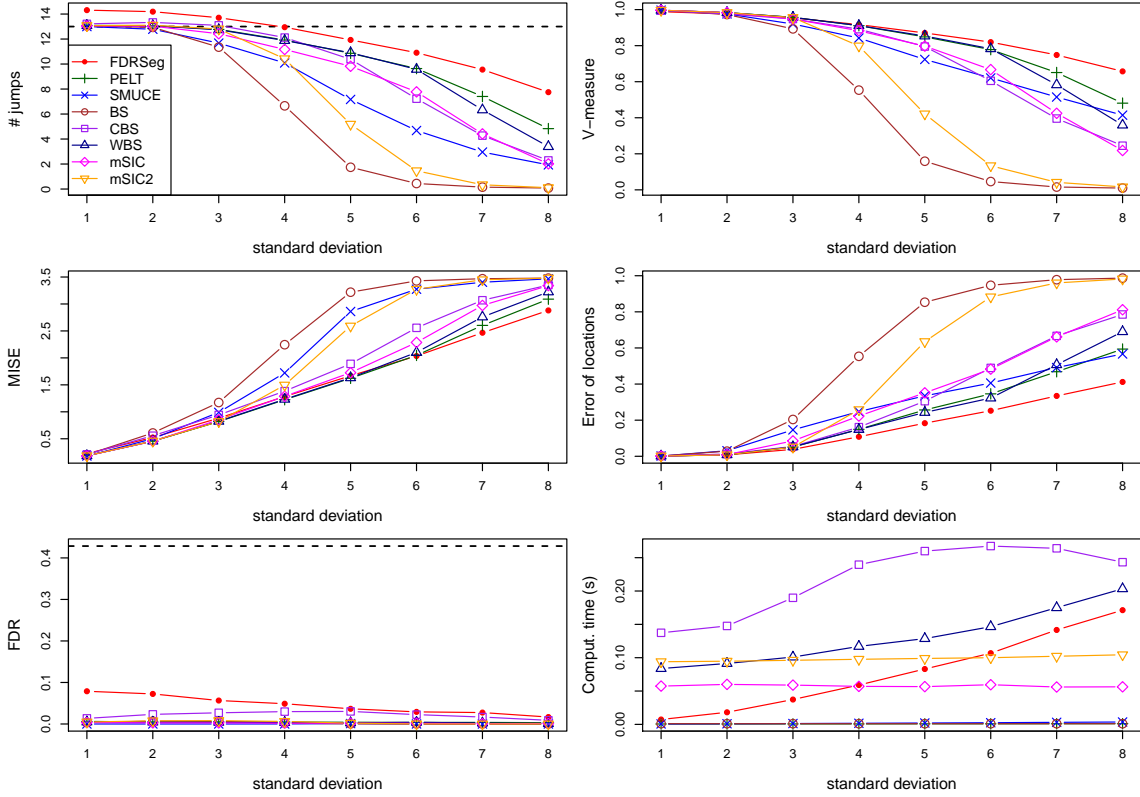 # jumps
0 2 4 6 8 10 12 14
FDRSeg
PELT
SMUCE
BS
CBS
WBS
mSIC
mSIC2
1 2 3 4 5 6 7 8
standard deviation
V−measure
0.0 0.2 0.4 0.6 0.8 1.0
1 2 3 4 5 6 7 8
standard deviation
MISE
0.5 1.5 2.5 3.5
1 2 3 4 5 6 7 8
standard deviation
Error of locations
0.0 0.2 0.4 0.6 0.8 1.0
1 2 3 4 5 6 7 8
standard deviation
FDR
0.0 0.1 0.2 0.3 0.4
1 2 3 4 5 6 7 8
standard deviation
Comput. time (s)
0.00 0.10 0.20
1 2 3 4 5 6 7 8
standard deviation